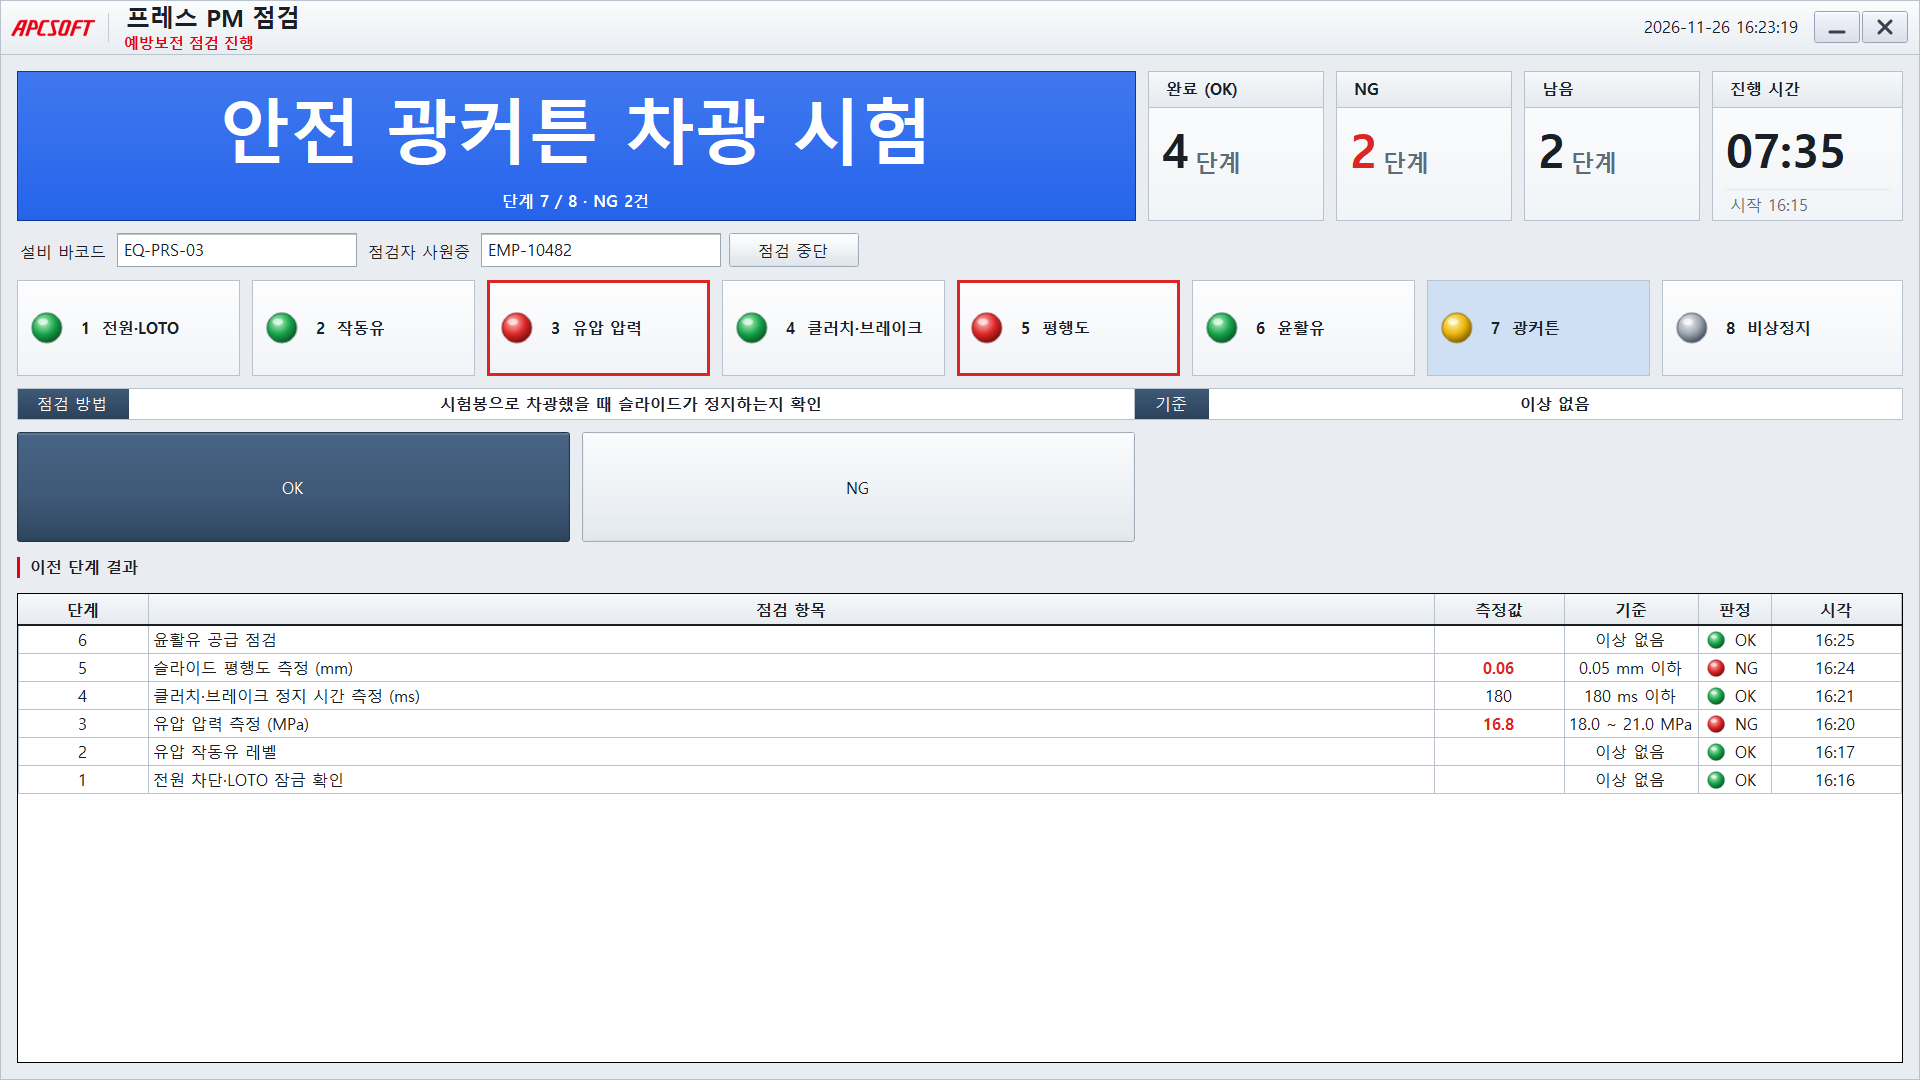 APCSOFT
프레스 PM 점검
예방보전 점검 진행
2026-11-26 16:23:19
안전 광커튼 차광 시험
단계 7 / 8 · NG 2건
완료 (OK)
4 단계
NG
2 단계
남음
2 단계
진행 시간
07:35
시작 16:15
설비 바코드 EQ-PRS-03 점검자 사원증 EMP-10482 점검 중단
1 전원·LOTO
2 작동유
3 유압 압력
4 클러치·브레이크
5 평행도
6 윤활유
7 광커튼
8 비상정지
점검 방법 시험봉으로 차광했을 때 슬라이드가 정지하는지 확인 기준 이상 없음
OK
NG
이전 단계 결과
단계 점검 항목 측정값 기준 판정 시각
6 윤활유 공급 점검 이상 없음 OK 16:25
5 슬라이드 평행도 측정 (mm) 0.06 0.05 mm 이하 NG 16:24
4 클러치·브레이크 정지 시간 측정 (ms) 180 180 ms 이하 OK 16:21
3 유압 압력 측정 (MPa) 16.8 18.0 ~ 21.0 MPa NG 16:20
2 유압 작동유 레벨 이상 없음 OK 16:17
1 전원 차단·LOTO 잠금 확인 이상 없음 OK 16:16